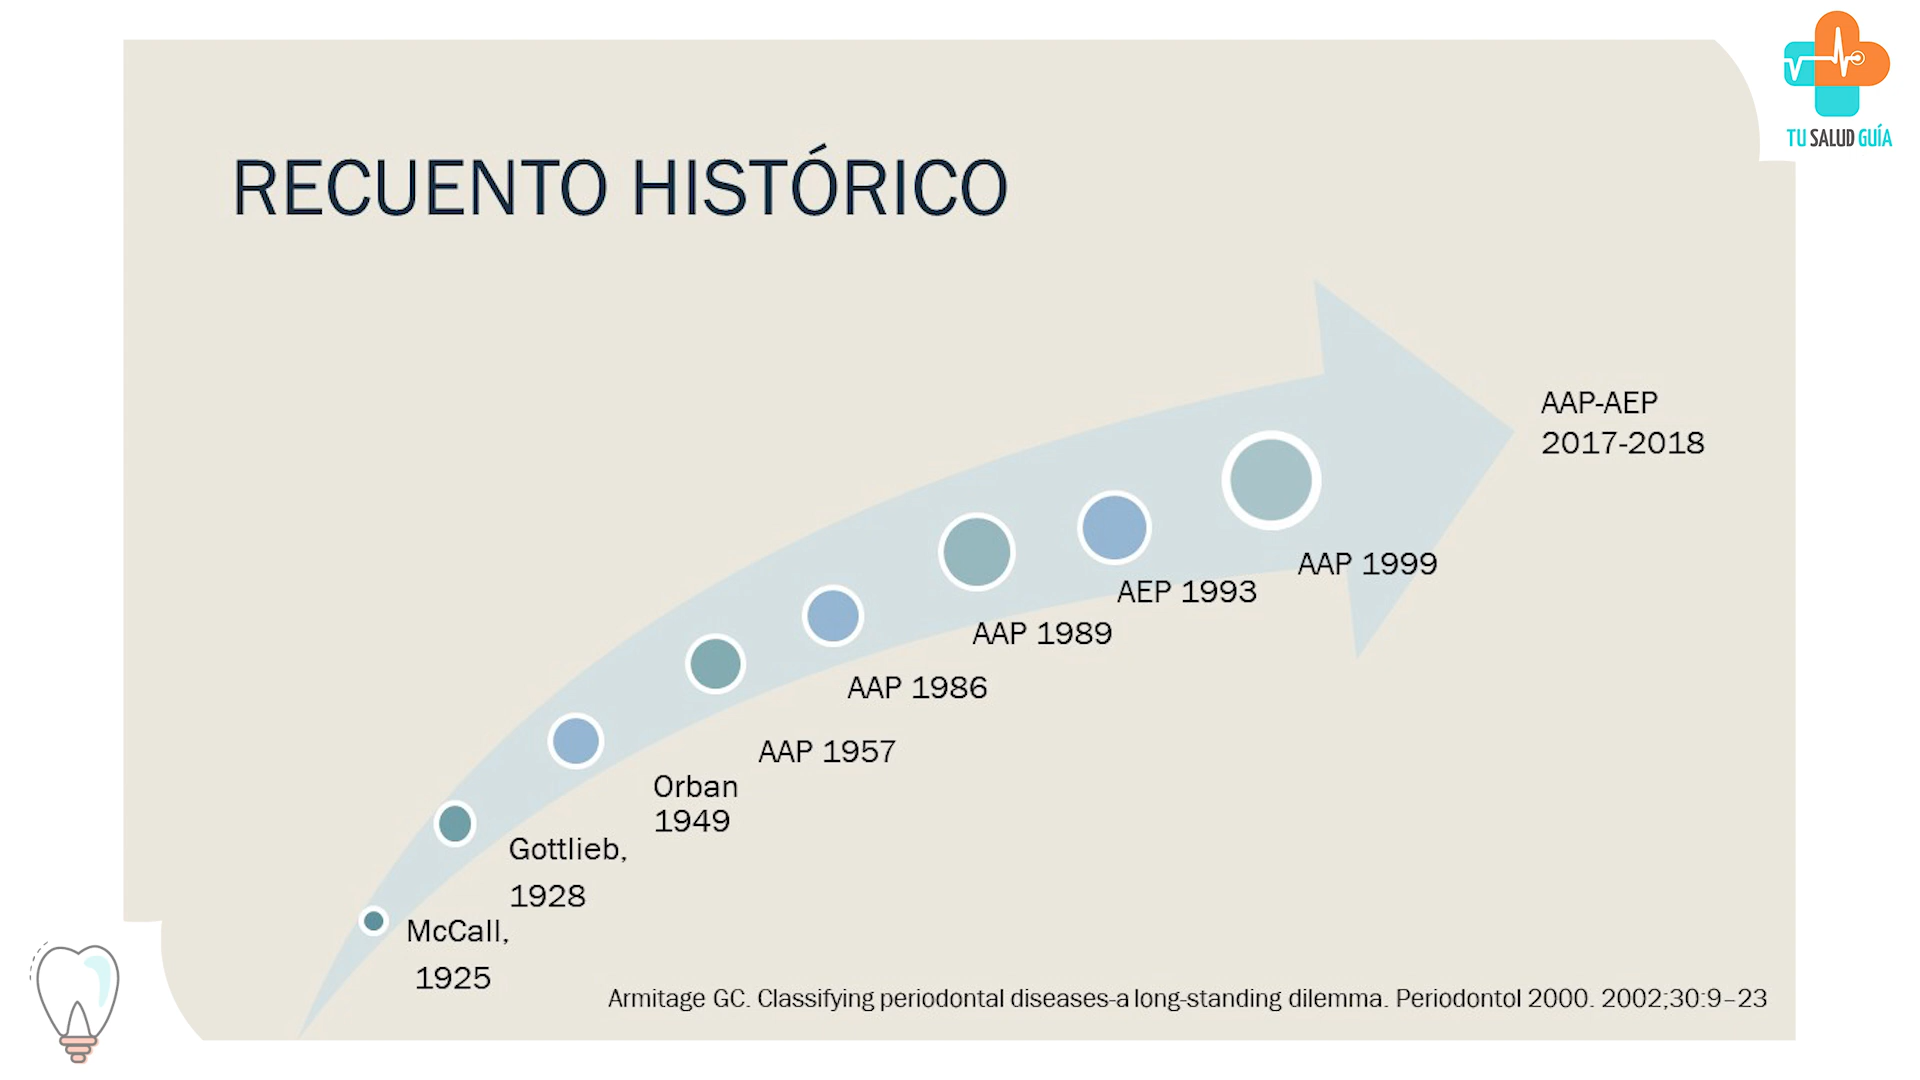 TU SALUD GUÍA
RECUENTO HISTÓRICO
AAP-AEP
2017-2018
AAP 1999
AEP 1993
AAP 1989
AAP 1986
AAP 1957
Orban
1949
Gottlieb,
1928
McCall,
1925
Armitage GC. Classifying periodontal diseases-a long-standing dilemma. Periodontol 2000. 2002;30:9–23